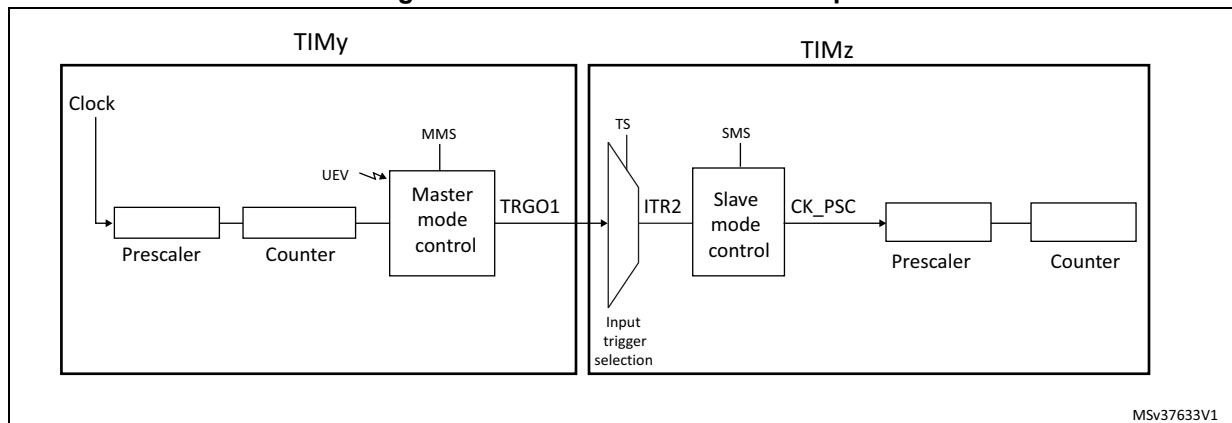 TIMy
TIMz
Clock
MMS
TS
SMS
UEV
Master
mode
control
TRGO1
ITR2
Slave
mode
control
CK_PSC
Prescaler
Counter
Prescaler
Counter
Input
trigger
selection
MSv37633V1